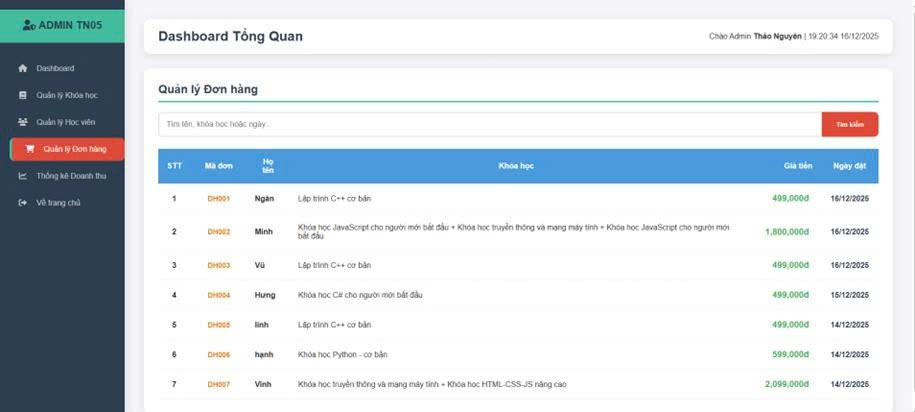 ADMIN TN05
Dashboard
Quản lý Khóa học
Quản lý Học viên
Quản lý Đơn hàng
Thống kê Doanh thu
Về trang chủ
Dashboard Tổng Quan
Chào Admin Thảo Nguyên | 19:20:34 16/12/2025
Quản lý Đơn hàng
Tìm tên, khóa học hoặc ngày..
Tìm kiếm
STT Mã đơn Họ tên Khóa học Giá tiền Ngày đặt
1 DH001 Ngân Lập trình C++ cơ bản 499,000đ 16/12/2025
2 DH002 Minh Khóa học JavaScript cho người mới bắt đầu + Khóa học truyền thông và mạng máy tính + Khóa học JavaScript cho người mới
bắt đầu 1,800,000đ 16/12/2025
3 DH003 Vũ Lập trình C++ cơ bản 499,000đ 16/12/2025
4 DH004 Hưng Khóa học C# cho người mới bắt đầu 499,000đ 15/12/2025
5 DH005 linh Lập trình C++ cơ bản 499,000đ 14/12/2025
6 DH006 hạnh Khóa học Python - cơ bản 599,000đ 14/12/2025
7 DH007 Vinh Khóa học truyền thông và mạng máy tính + Khóa học HTML-CSS-JS nâng cao 2,099,000đ 14/12/2025